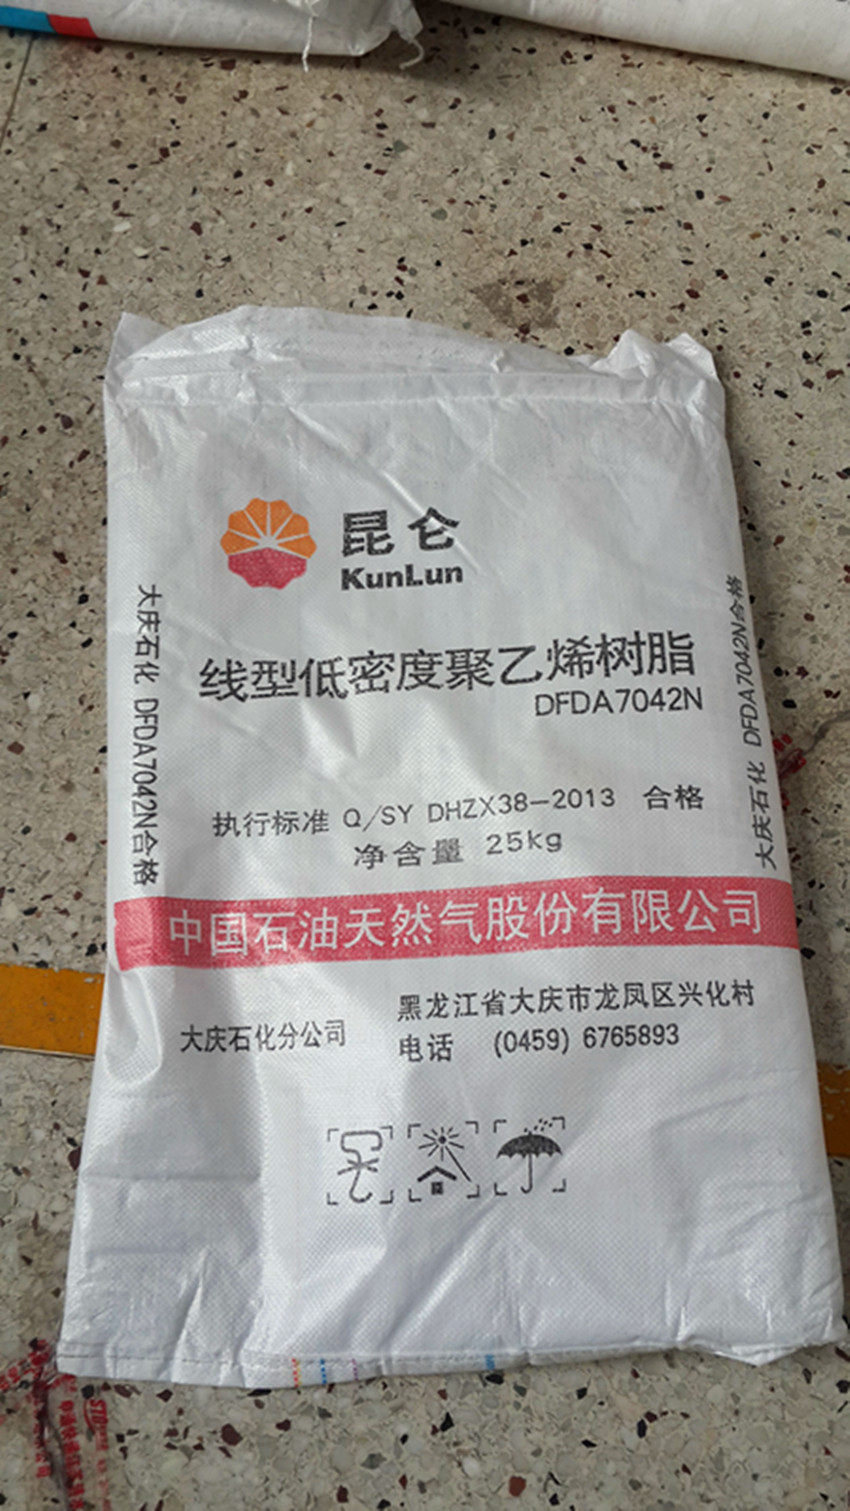 昆仑
KunLun
线型低密度聚乙烯树脂
DFDA7042N
大庆石化 DFDA7042N合格
大庆石化 DFDA7042N合格
执行标准 Q/SY DHZX38-2013 合格
净含量 25kg
中国石油天然气股份有限公司
大庆石化分公司
黑龙江省大庆市龙凤区兴化村
电话 (0459) 6765893